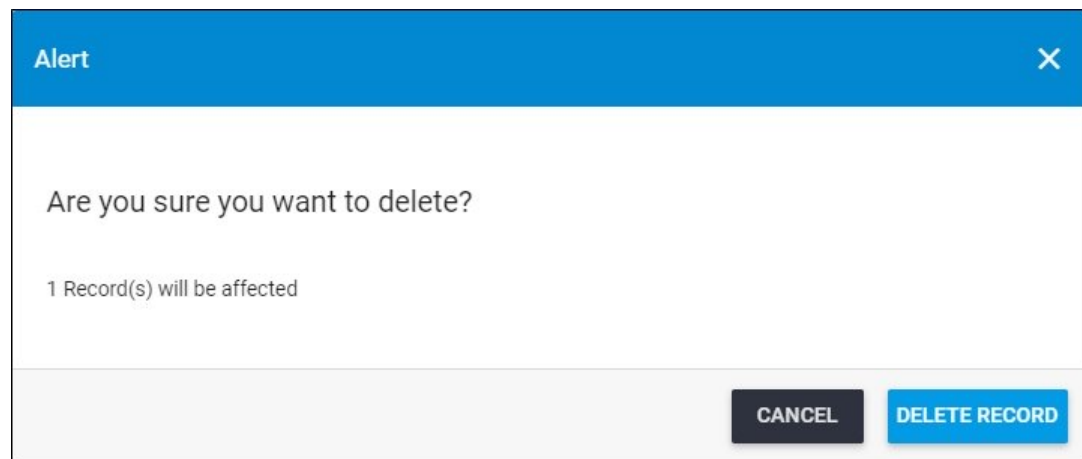 Alert
Are you sure you want to delete?
1 Record(s) will be affected
CANCEL DELETE RECORD